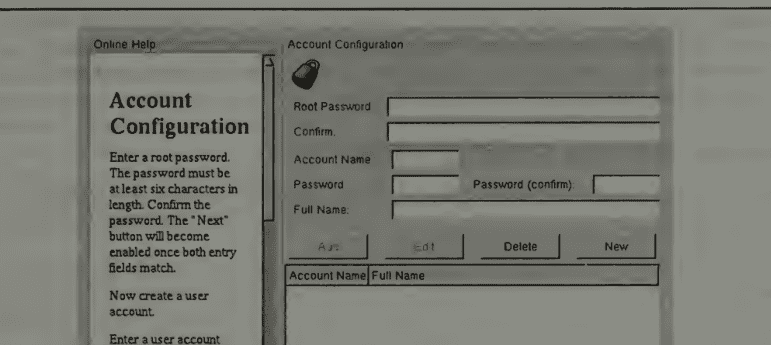 Online Help
Account
Configuration
Enter a root password.
The password must be
at least six characters in
length. Confirm the
password. The "Next"
button will become
enabled once both entry
fields match.
Now create a user
account.
Enter a user account
Account Configuration
Root Password
Confirm.
Account Name
Password
Password (confirm):
Full Name:
Edit
Delete
New
Account Name Full Name